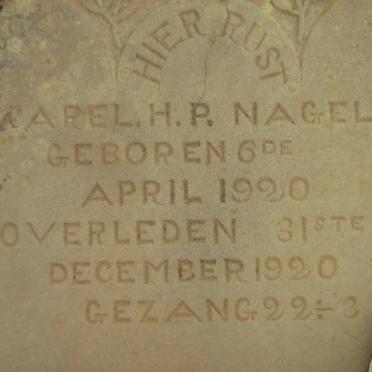 HIER RUST
KAREL. H. P. NAGEL
GEBOREN 6DE
APRIL 1920
OVERLEDEN 31STE
DECEMBER 1920
GEZANG 22÷3